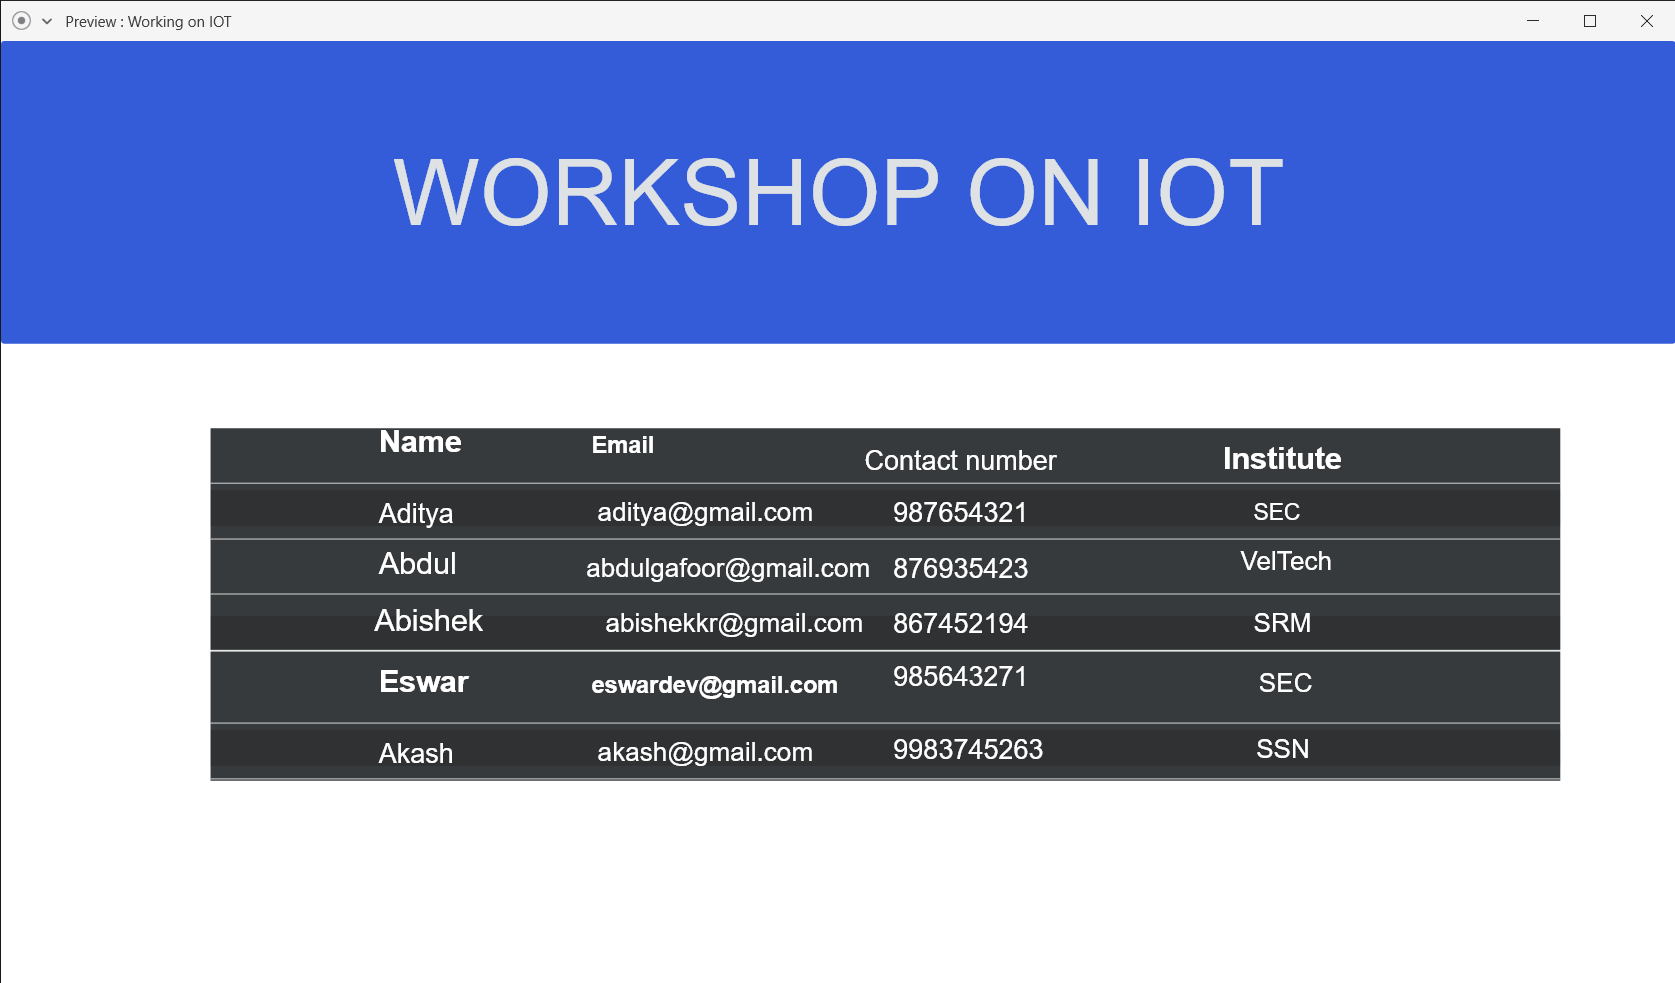 Preview : Working on IOT
WORKSHOP ON IOT
Name Email Contact number Institute
Aditya aditya@gmail.com 987654321 SEC
Abdul abdulgafoor@gmail.com 876935423 VelTech
Abishek abishekkr@gmail.com 867452194 SRM
Eswar eswardev@gmail.com 985643271 SEC
Akash akash@gmail.com 9983745263 SSN